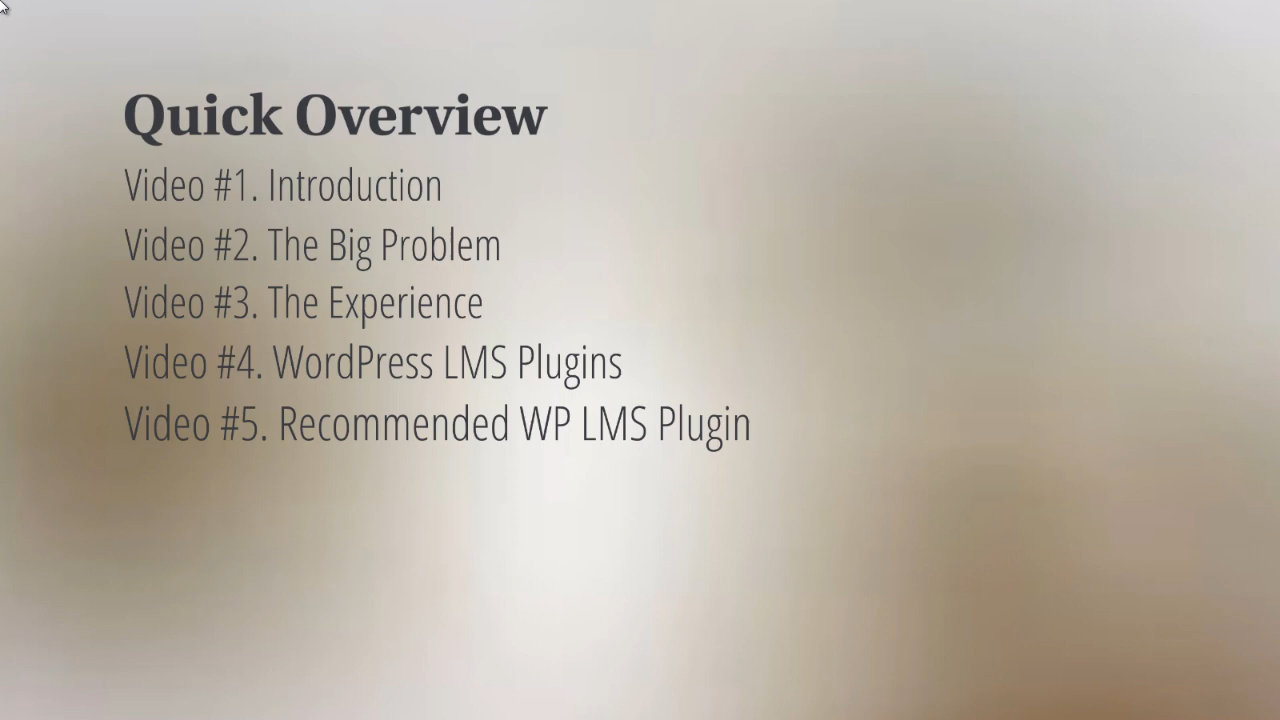 Quick Overview
Video #1. Introduction
Video #2. The Big Problem
Video #3. The Experience
Video #4. WordPress LMS Plugins
Video #5. Recommended WP LMS Plugin